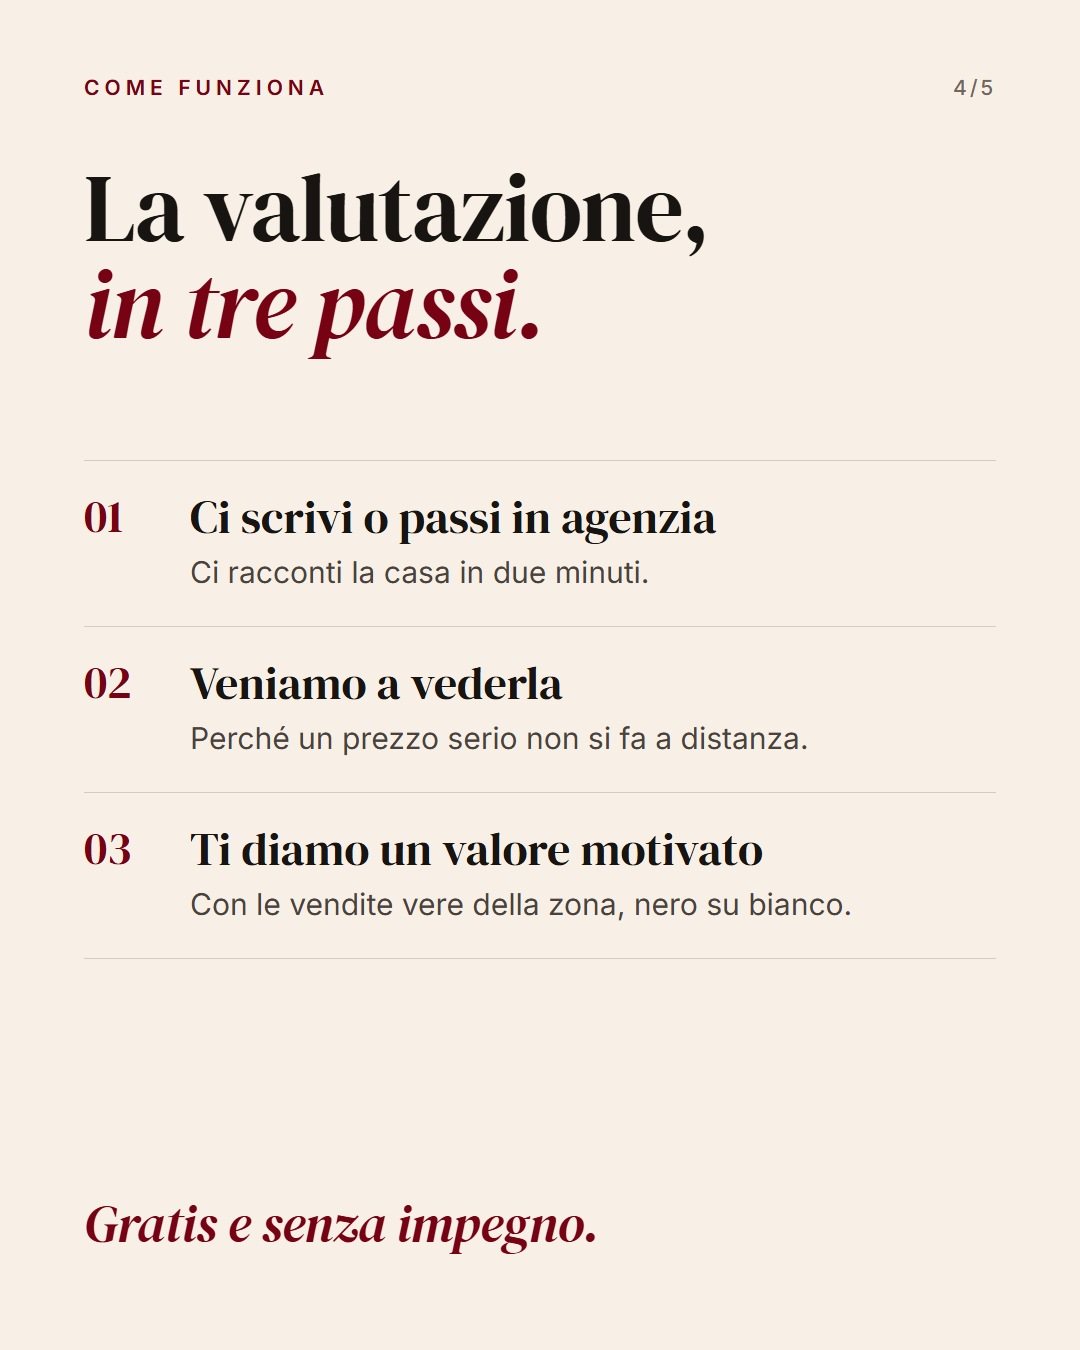 COME FUNZIONA
4/5
La valutazione,
in tre passi.
01
Ci scrivi o passi in agenzia
Ci racconti la casa in due minuti.
02
Veniamo a vederla
Perché un prezzo serio non si fa a distanza.
03
Ti diamo un valore motivato
Con le vendite vere della zona, nero su bianco.
Gratis e senza impegno.